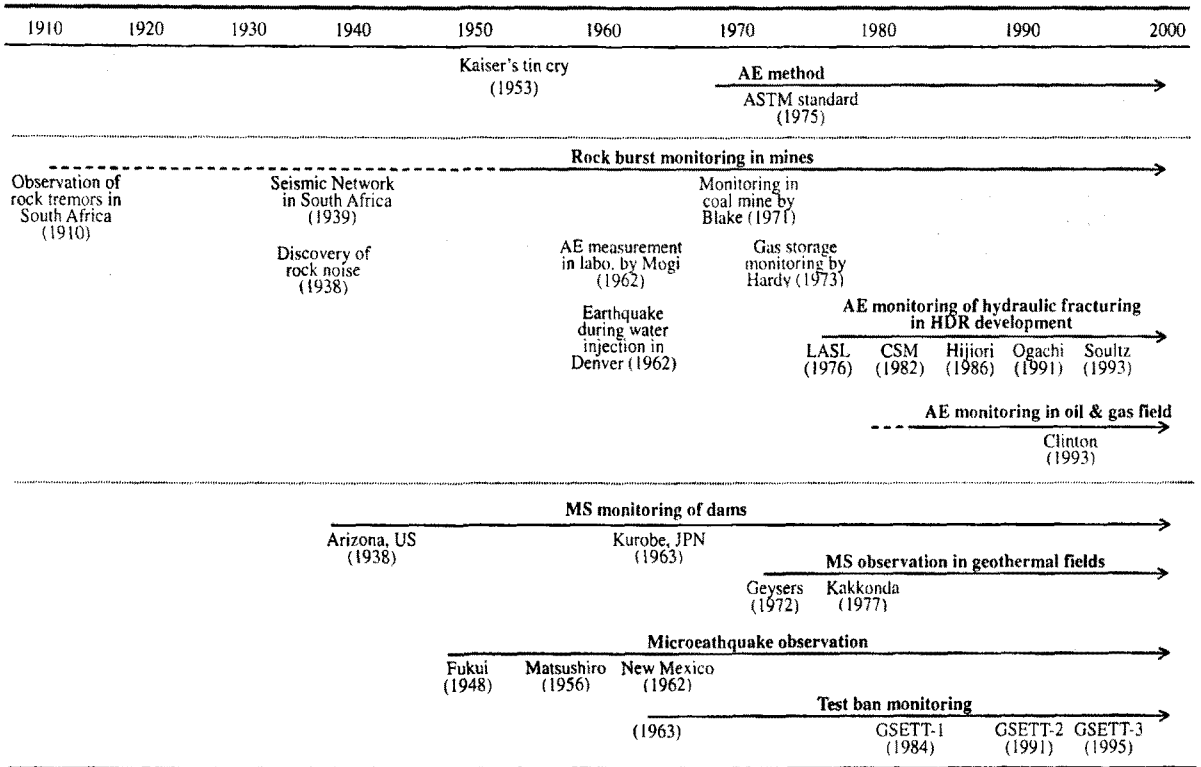 1910 1920 1930 1940 1950 1960 1970 1980 1990 2000
Kaiser's tin cry
(1953)
AE method
ASTM standard
(1975)
Rock burst monitoring in mines
Observation of
rock tremors in
South Africa
(1910)
Seismic Network
in South Africa
(1939)
Monitoring in
coal mine by
Blake (1971)
Discovery of
rock noise
(1938)
AE measurement
in labo. by Mogi
(1962)
Gas storage
monitoring by
Hardy (1973)
Earthquake
during water
injection in
Denver (1962)
AE monitoring of hydraulic fracturing
in HDR development
LASL
(1976)
CSM
(1982)
Hijiori
(1986)
Ogachi
(1991)
Soultz
(1993)
AE monitoring in oil & gas field
Clinton
(1993)
MS monitoring of dams
Arizona, US
(1938)
Kurobe, JPN
(1963)
MS observation in geothermal fields
Geysers
(1972)
Kakkonda
(1977)
Microeathquake observation
Fukui
(1948)
Matsushiro
(1956)
New Mexico
(1962)
Test ban monitoring
(1963)
GSETT-1
(1984)
GSETT-2
(1991)
GSETT-3
(1995)